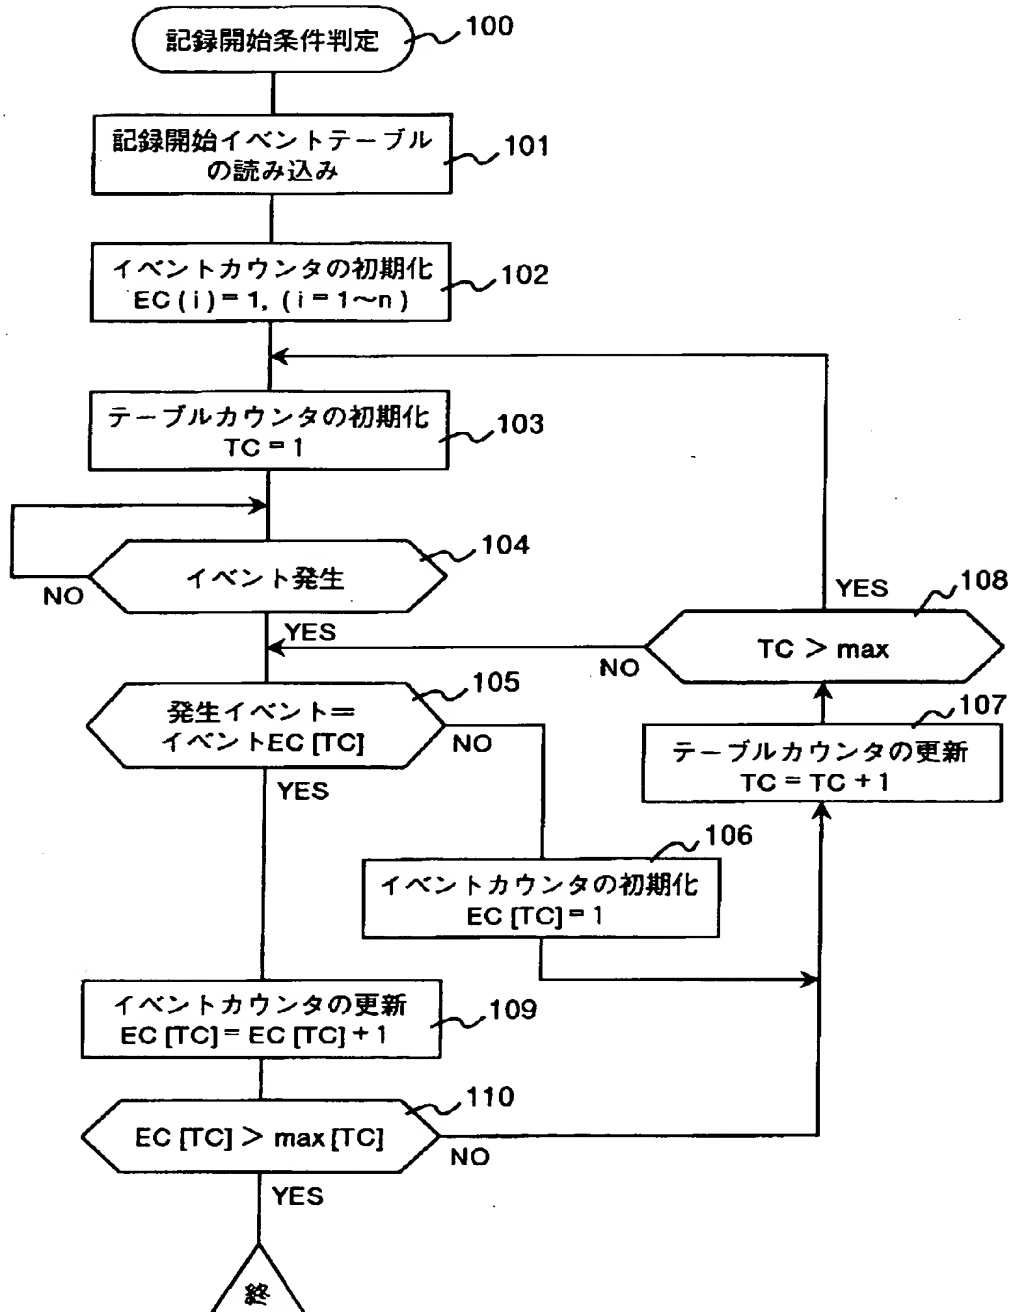 記録開始条件判定
100
記録開始イベントテーブル
の読み込み
101
イベントカウンタの初期化
EC(i)=1, (i=1~n)
102
テーブルカウンタの初期化
TC=1
103
イベント発生
104
NO
YES
TC > max
108
YES
NO
発生イベント=
イベントEC[TC]
105
NO
YES
テーブルカウンタの更新
TC=TC+1
107
イベントカウンタの初期化
EC[TC]=1
106
イベントカウンタの更新
EC[TC]=EC[TC]+1
109
EC[TC] > max[TC]
110
NO
YES
終